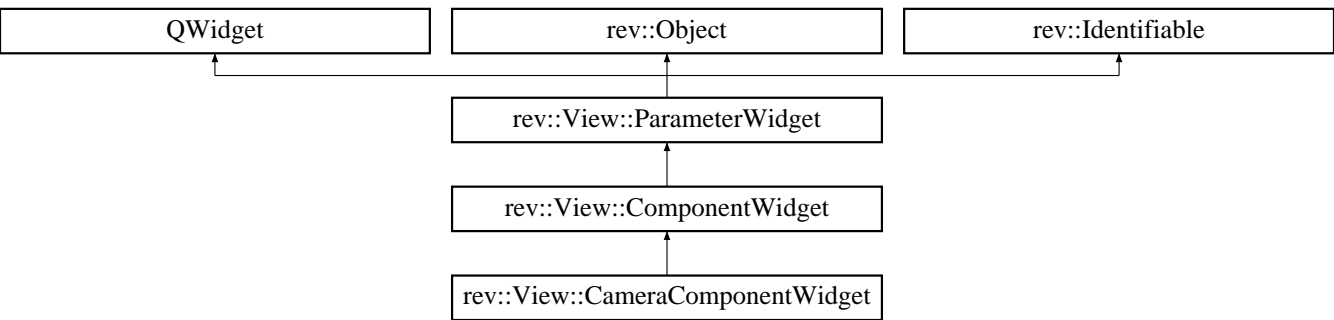 QWidget
rev::Object
rev::Identifiable
rev::View::ParameterWidget
rev::View::ComponentWidget
rev::View::CameraComponentWidget